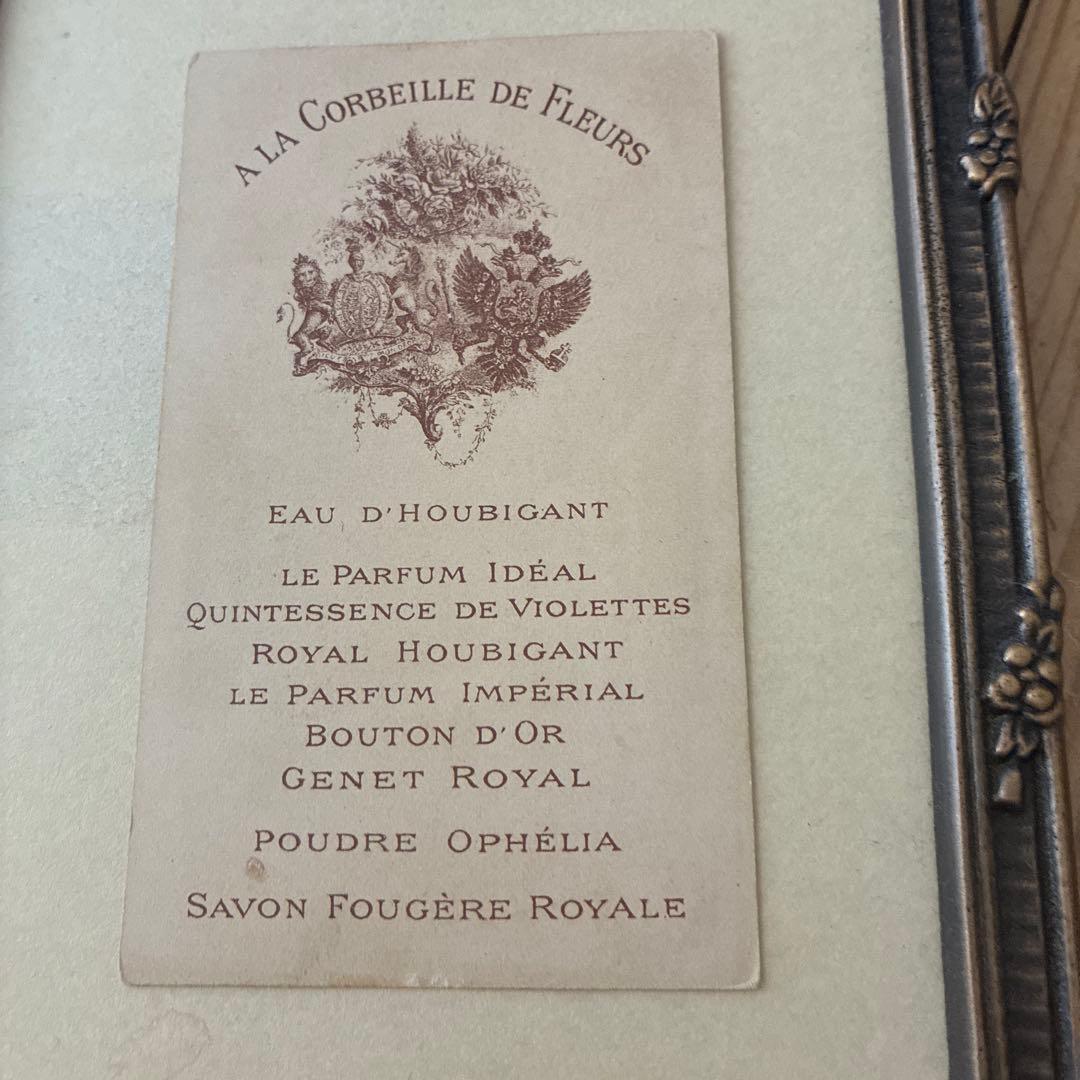 A LA CORBEILLE DE FLEURS
EAU D'HOUBIGANT
LE PARFUM IDÉAL
QUINTESSENCE DE VIOLETTES
ROYAL HOUBIGANT
LE PARFUM IMPÉRIAL
BOUTON D'OR
GENET ROYAL
POUDRE OPHÉLIA
SAVON FOUGÈRE ROYALE